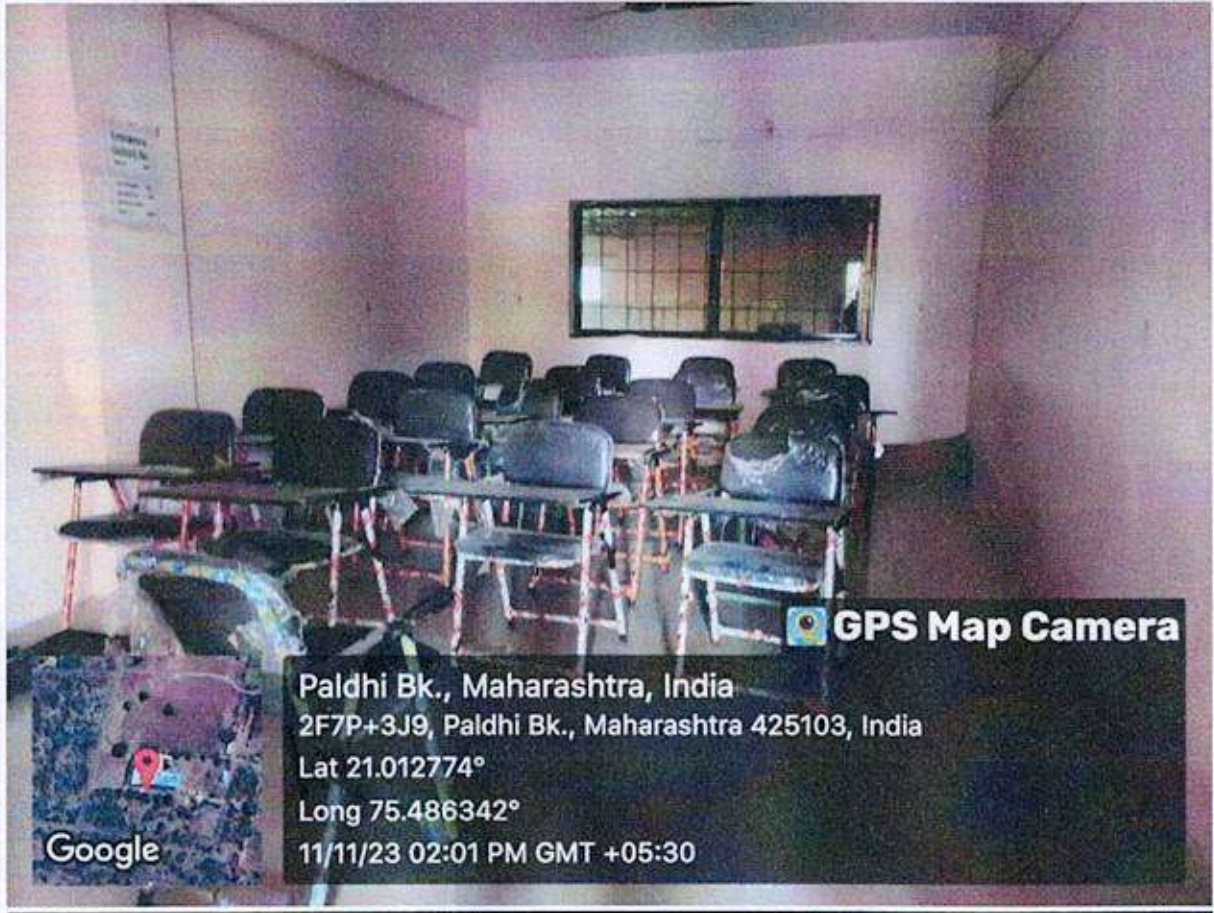 GPS Map Camera
Paldhi Bk., Maharashtra, India
2F7P+3J9, Paldhi Bk., Maharashtra 425103, India
Lat 21.012774°
Long 75.486342°
11/11/23 02:01 PM GMT +05:30
Google